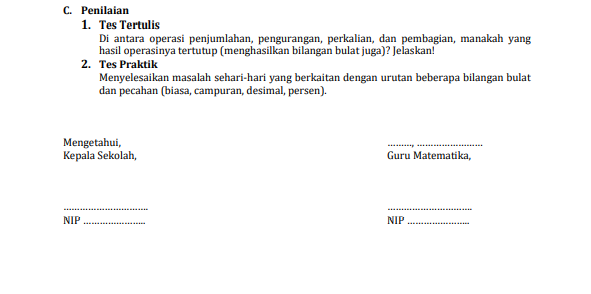 C. Penilaian
1. Tes Tertulis
Di antara operasi penjumlahan, pengurangan, perkalian, dan pembagian, manakah yang
hasil operasinya tertutup (menghasilkan bilangan bulat juga)? Jelaskan!
2. Tes Praktik
Menyelesaikan masalah sehari-hari yang berkaitan dengan urutan beberapa bilangan bulat
dan pecahan (biasa, campuran, desimal, persen).
Mengetahui, ………, ……………………
Kepala Sekolah, Guru Matematika,
…………………………. ………………………….
NIP ………………….. NIP …………………..